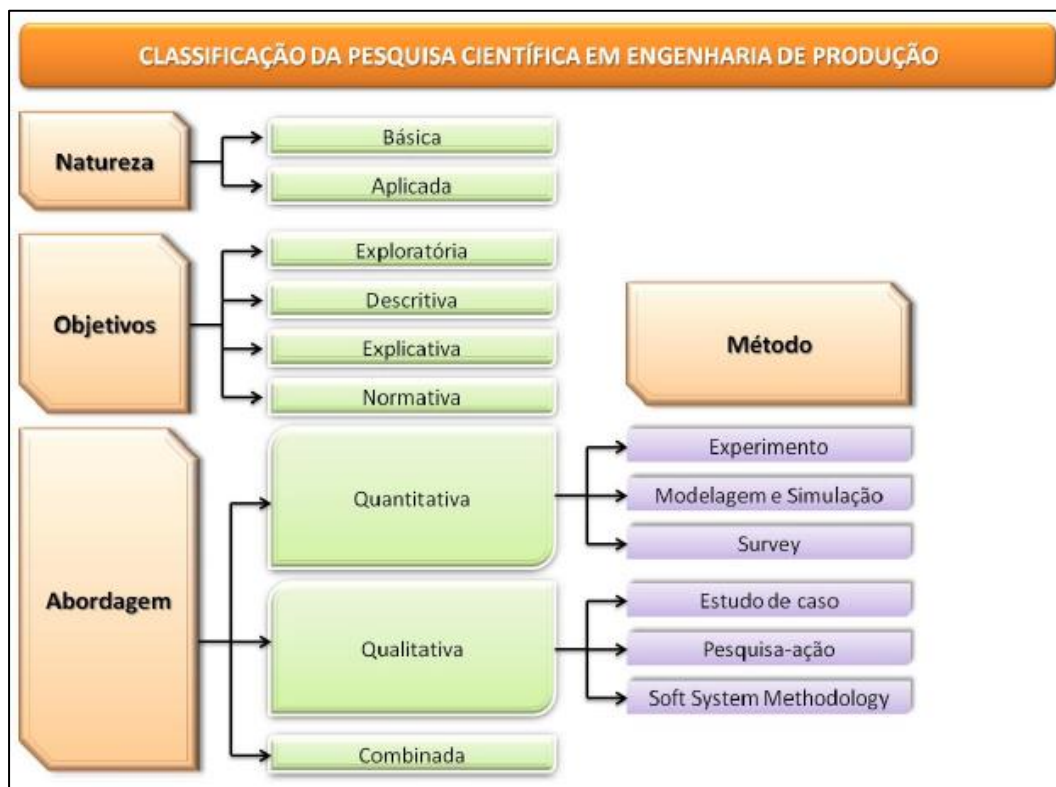 CLASSIFICAÇÃO DA PESQUISA CIENTÍFICA EM ENGENHARIA DE PRODUÇÃO
Natureza
Básica
Aplicada
Objetivos
Exploratória
Descritiva
Explicativa
Normativa
Método
Abordagem
Quantitativa
Experimento
Modelagem e Simulação
Survey
Qualitativa
Estudo de caso
Pesquisa-ação
Soft System Methodology
Combinada